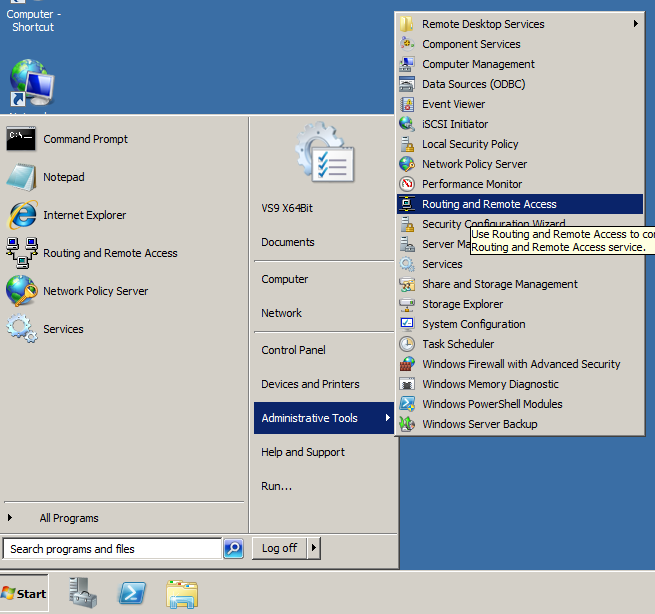 Computer -
Shortcut
Command Prompt
Notepad
Internet Explorer
Routing and Remote Access
Network Policy Server
Services
All Programs
Search programs and files
VS9 X64Bit
Documents
Computer
Network
Control Panel
Devices and Printers
Administrative Tools
Help and Support
Run...
Log off
Remote Desktop Services
Component Services
Computer Management
Data Sources (ODBC)
Event Viewer
iSCSI Initiator
Local Security Policy
Network Policy Server
Performance Monitor
Routing and Remote Access
Security Configuration Wizard
Server
Use Routing and Remote Access to
Routing and Remote Access service.
Services
Share and Storage Management
Storage Explorer
System Configuration
Task Scheduler
Windows Firewall with Advanced Security
Windows Memory Diagnostic
Windows PowerShell Modules
Windows Server Backup
Start